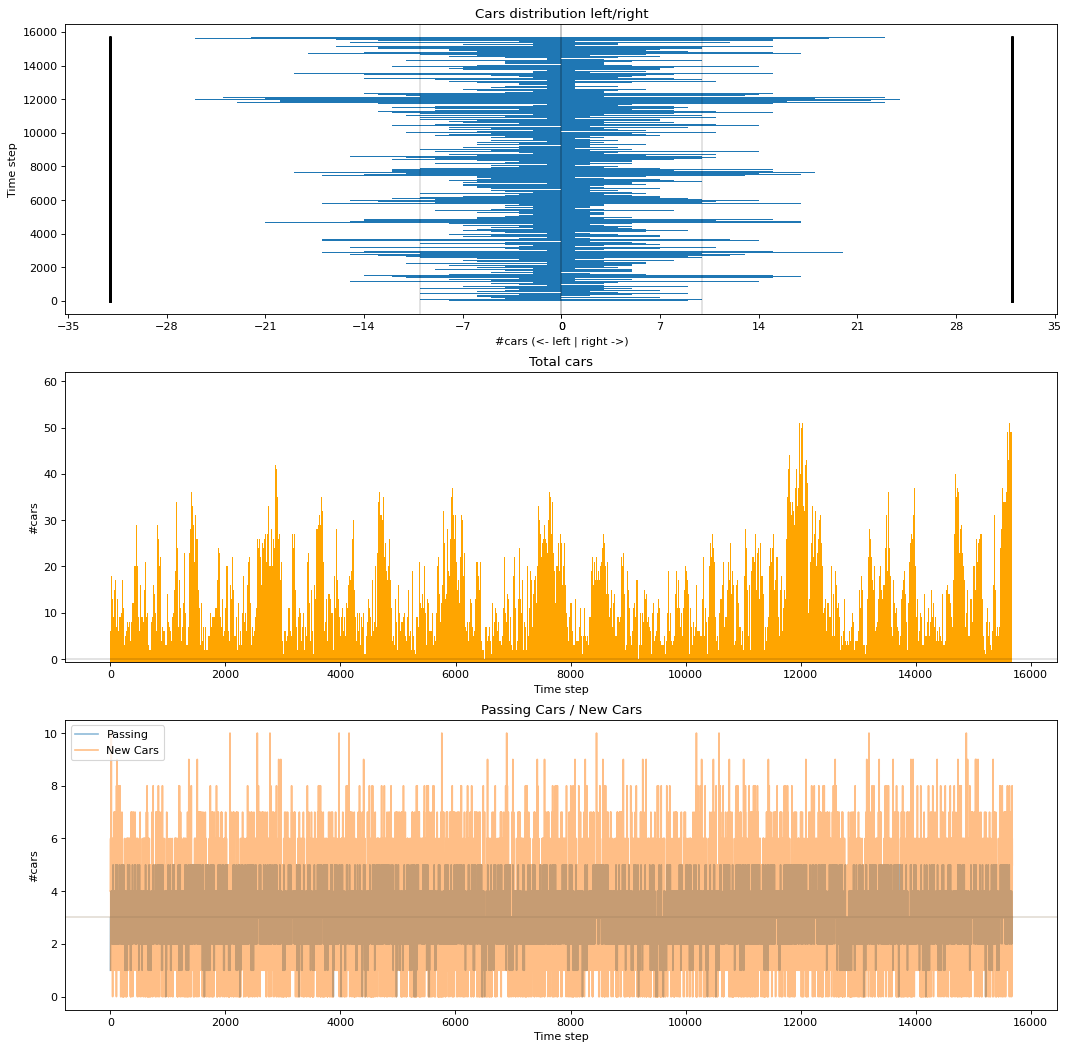 Cars distribution left/right
16000
14000
12000
10000
8000
6000
4000
2000
0
Time step
−35 −28 −21 −14 −7 0 0 7 14 21 28 35
#cars (<- left | right ->)
Total cars
60
50
40
30
20
10
0
#cars
0 2000 4000 6000 8000 10000 12000 14000 16000
Time step
Passing Cars / New Cars
Passing
New Cars
10
8
6
4
2
0
#cars
0 2000 4000 6000 8000 10000 12000 14000 16000
Time step